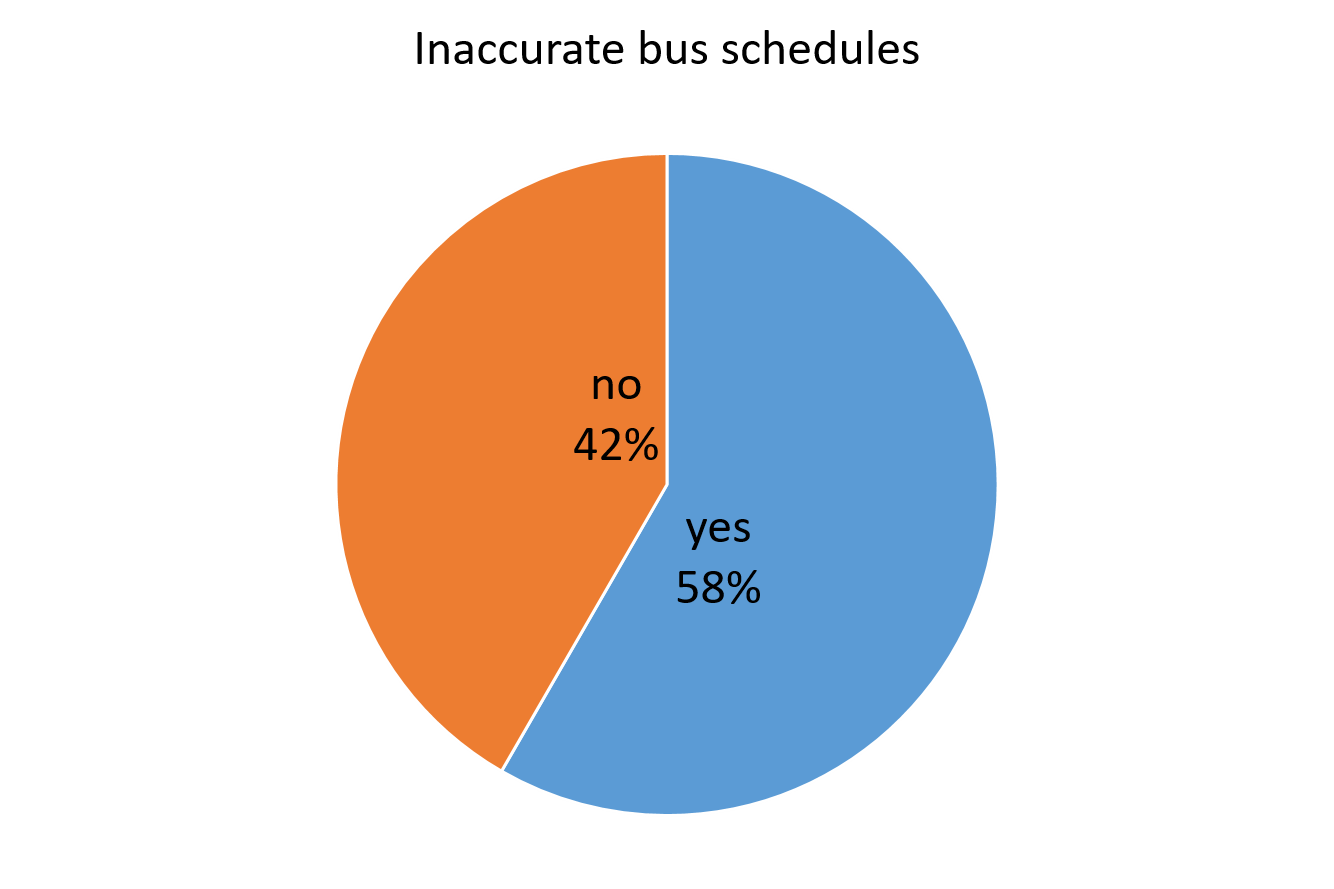 Inaccurate bus schedules
no
42%
yes
58%